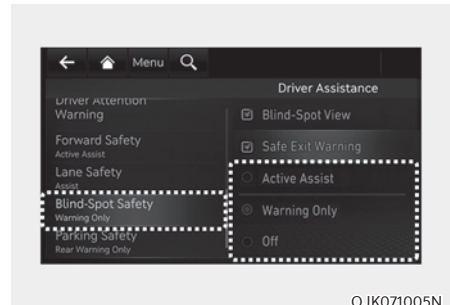 Menu
Driver Assistance
Driver Attention
Warning
Forward Safety
Active Assist
Lane Safety
Assist
Blind-Spot Safety
Warning Only
Parking Safety
Rear Warning Only
Blind-Spot View
Safe Exit Warning
Active Assist
Warning Only
Off
OJK071005N